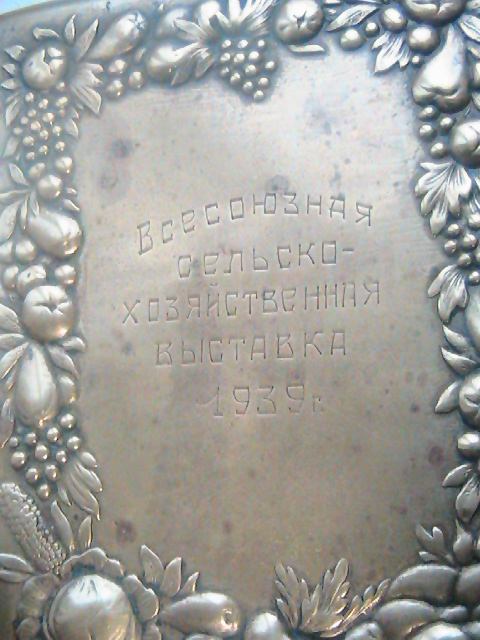 Всесоюзная
сельско-
хозяйственная
выставка
1939г.